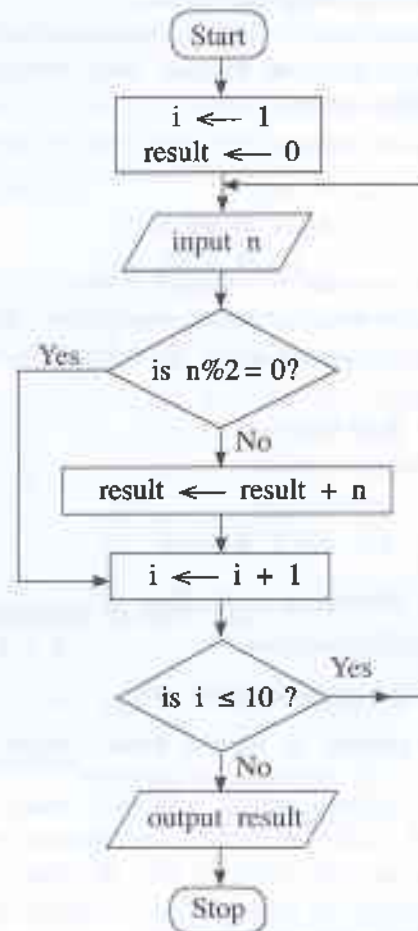 Start
i ← 1
result ← 0
input n
is n%2 = 0?
Yes
No
result ← result + n
i ← i + 1
is i ≤ 10 ?
Yes
No
output result
Stop